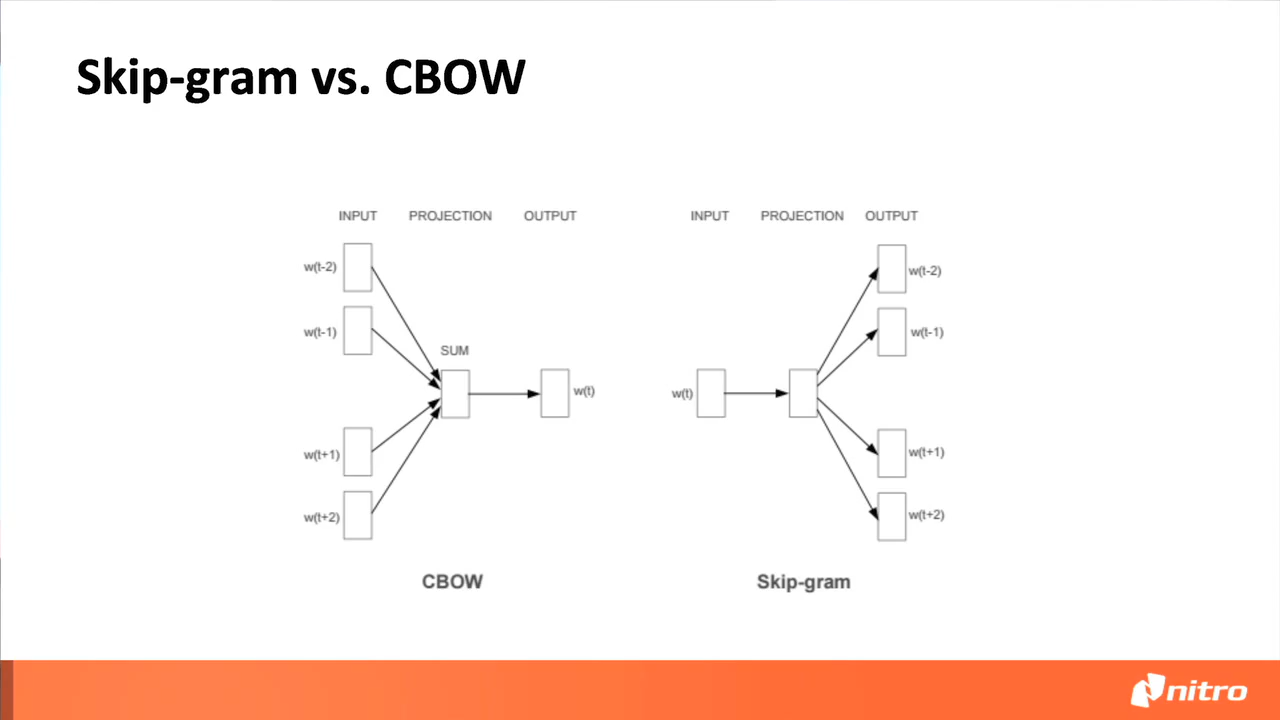 Skip-gram vs. CBOW
INPUT PROJECTION OUTPUT
w(t-2)
w(t-1)
SUM
w(t)
w(t+1)
w(t+2)
CBOW
INPUT PROJECTION OUTPUT
w(t-2)
w(t-1)
w(t)
w(t+1)
w(t+2)
Skip-gram
nitro